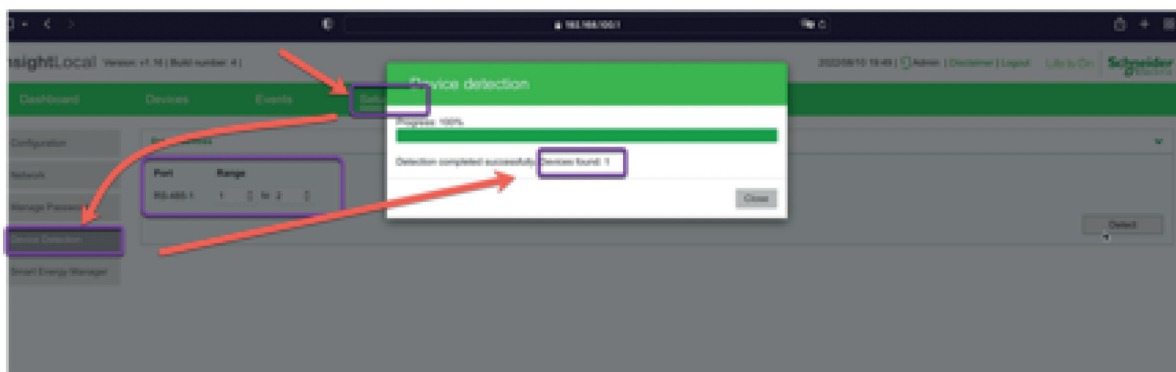 192.168.100.1
InsightLocal Version: v1.16 | Build number: 4 |
2022/08/10 19:49 | Admin | Disclaimer | Logout
Life Is On
Schneider
Electric
Dashboard
Devices
Events
Device detection
Progress: 100%
Detection completed successfully. Devices found: 1
Close
Configuration
Network
Device Detection
Smart Energy Manager
Port
Range
RS-485-1
1 to 2
Detect